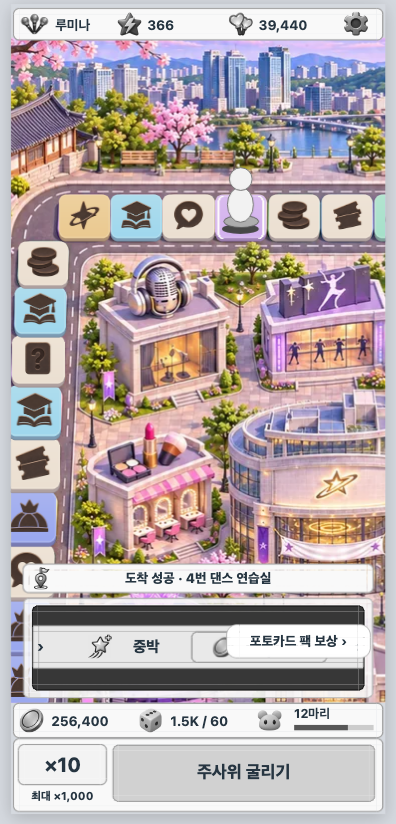 루미나
366
39,440
?
도착 성공 · 4번 댄스 연습실
›
중박
포토카드 팩 보상 ›
256,400
1.5K / 60
12마리
×10
최대 ×1,000
주사위 굴리기